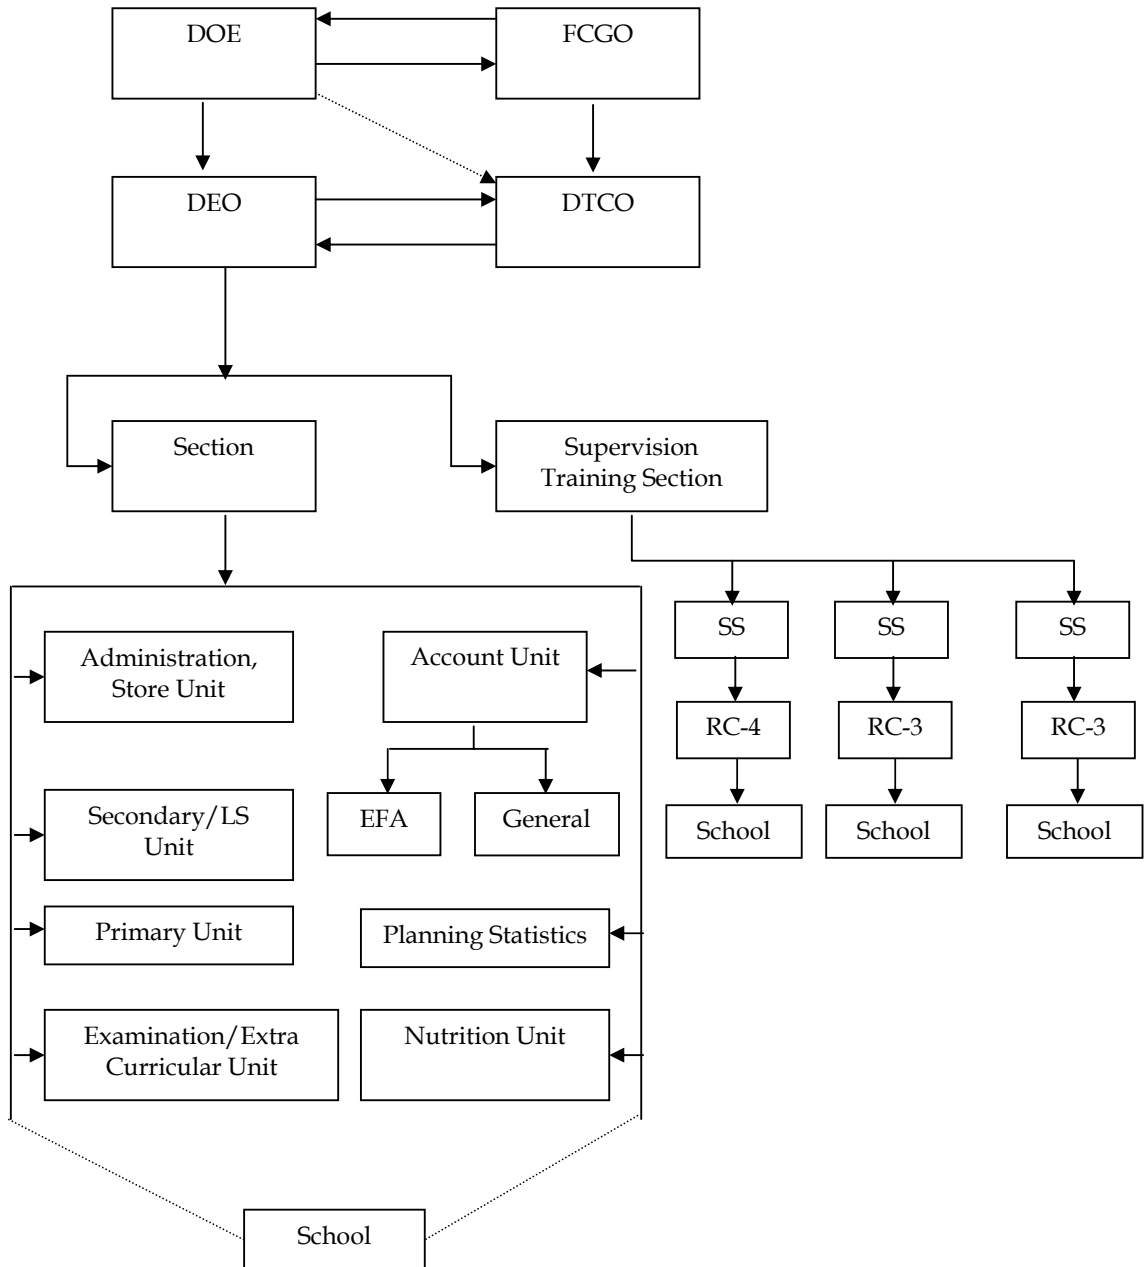 DOE
FCGO
DEO
DTCO
Section
Supervision
Training Section
SS
SS
SS
Administration,
Store Unit
Account Unit
RC-4
RC-3
RC-3
EFA
General
School
School
School
Secondary/LS
Unit
Primary Unit
Planning Statistics
Examination/Extra
Curricular Unit
Nutrition Unit
School